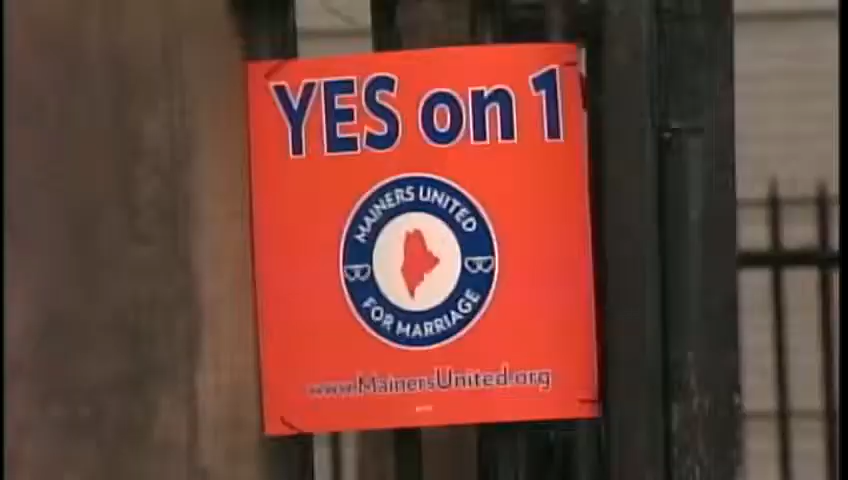 YES on 1
MAINERS UNITED
FOR MARRIAGE
www.MainersUnited.org